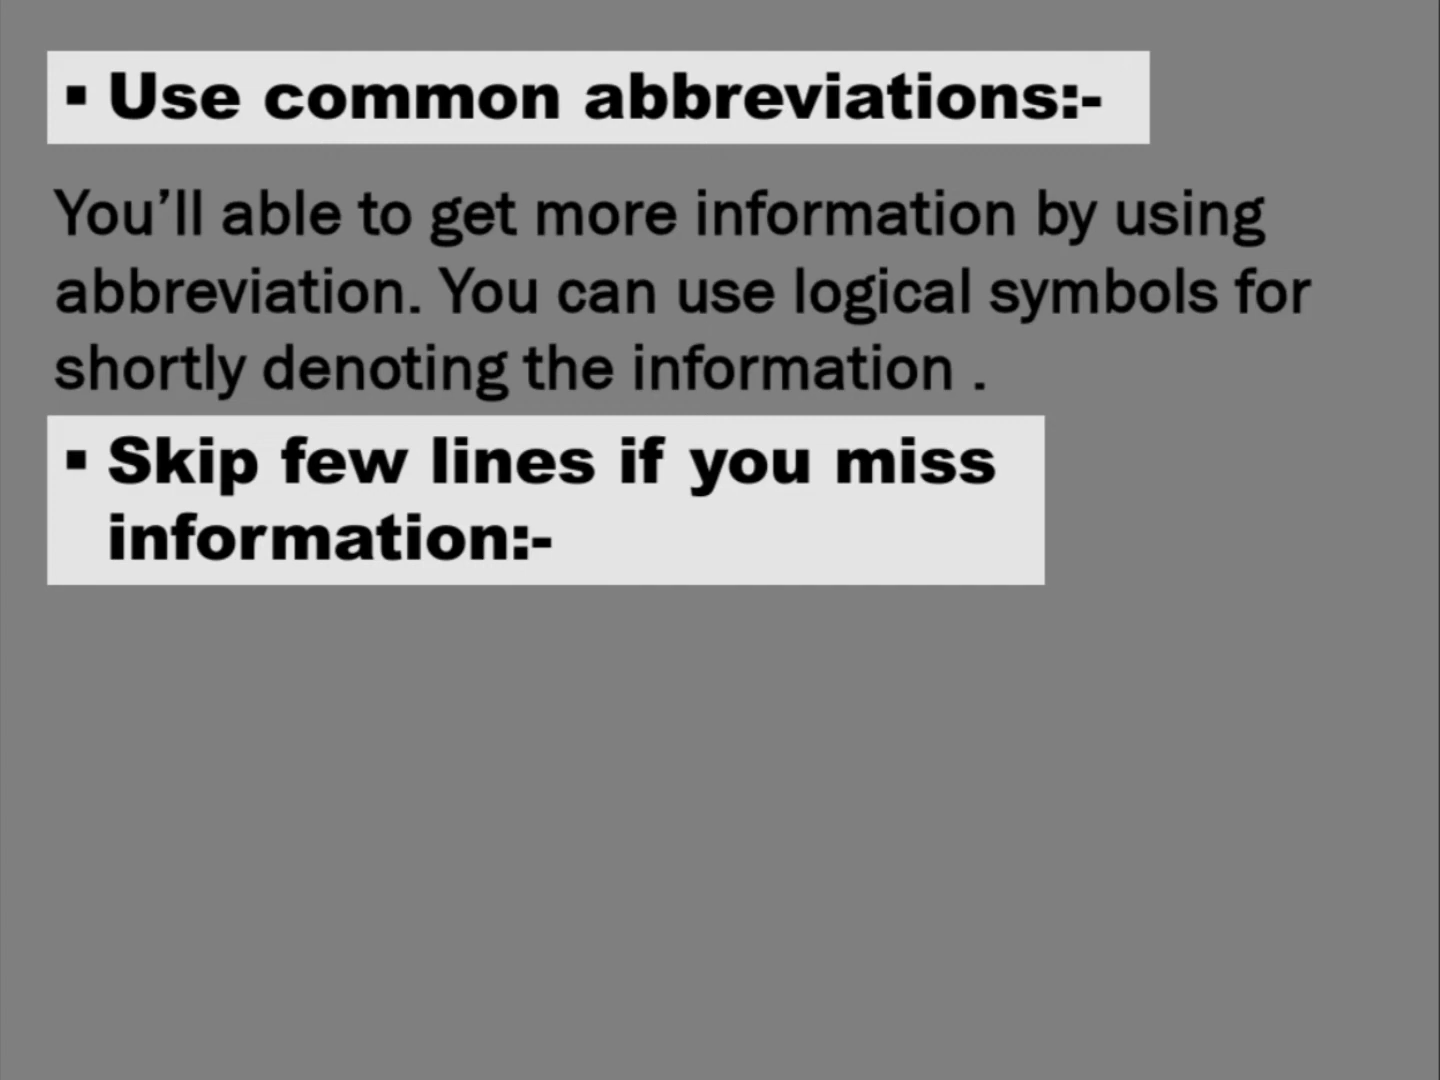 ▪ Use common abbreviations:-
You’ll able to get more information by using
abbreviation. You can use logical symbols for
shortly denoting the information .
▪ Skip few lines if you miss
information:-